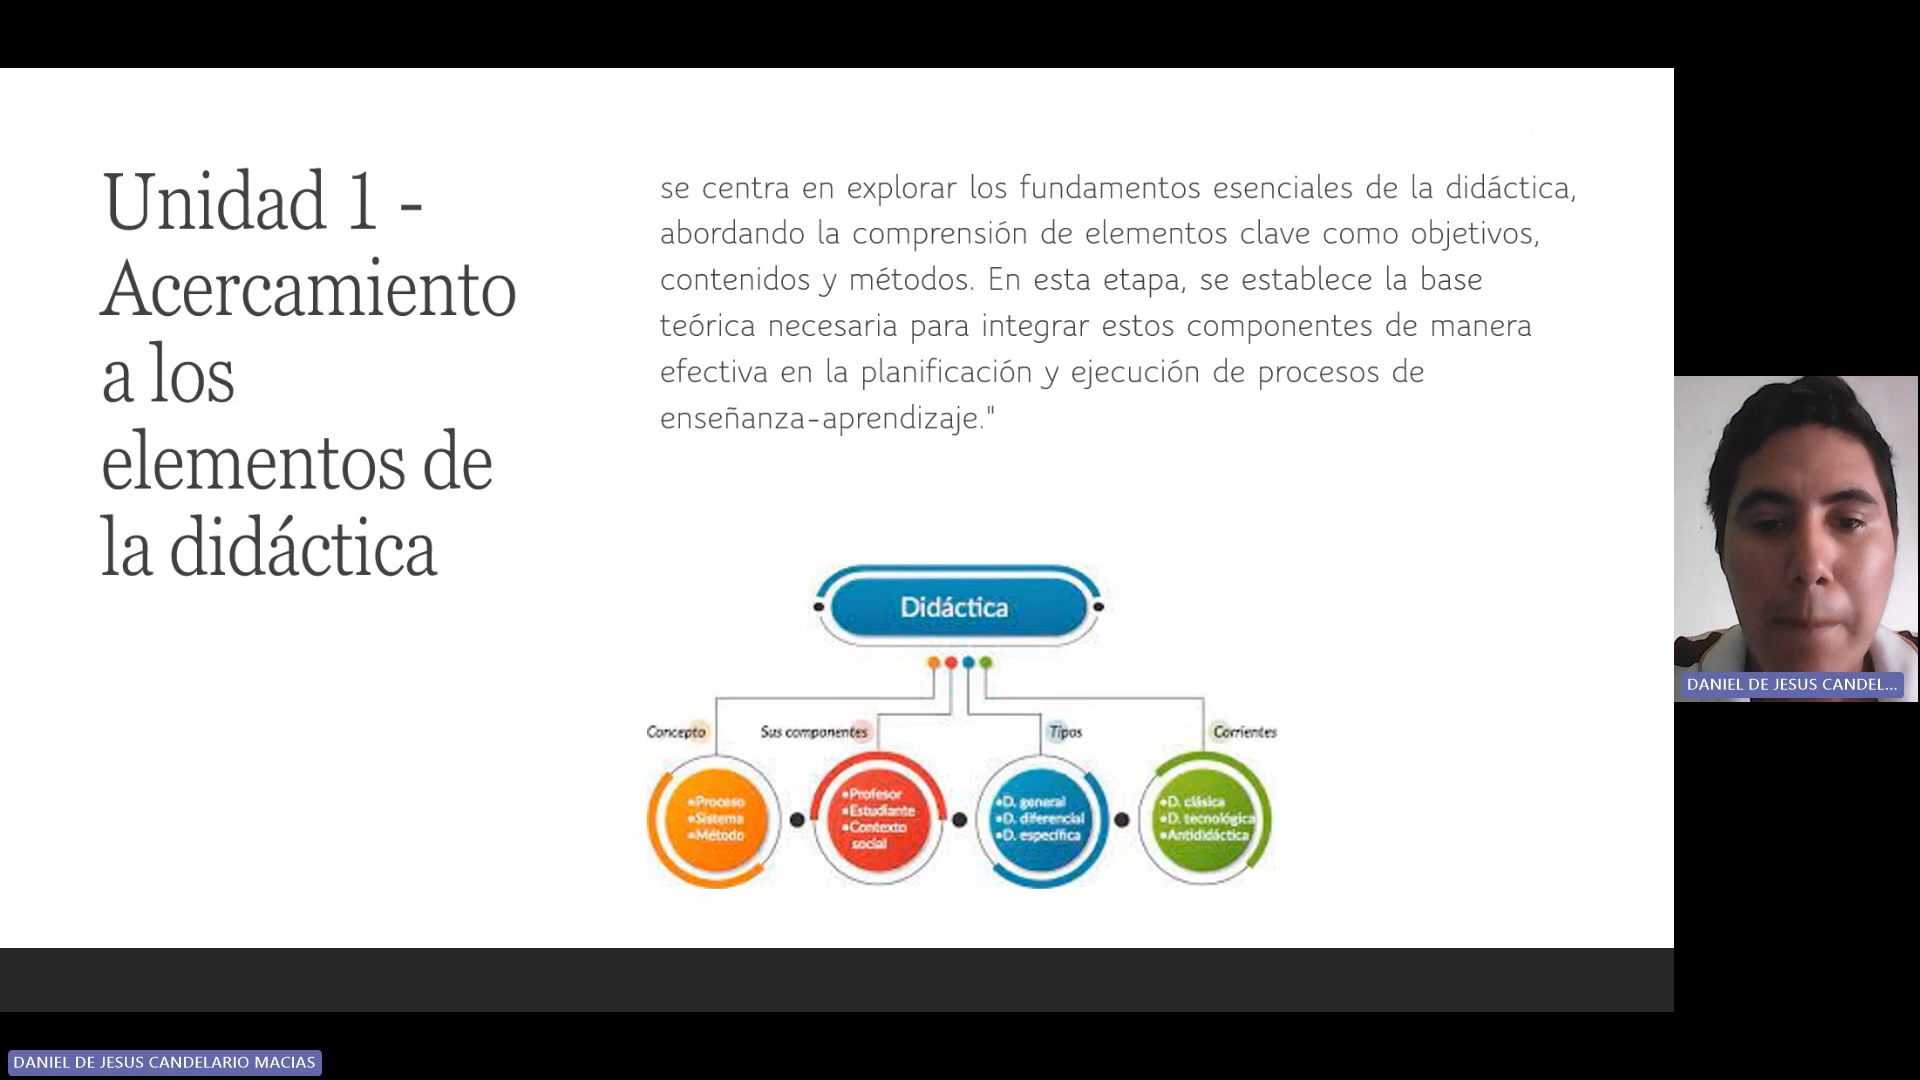 Unidad 1 -
Acercamiento
a los
elementos de
la didáctica
se centra en explorar los fundamentos esenciales de la didáctica,
abordando la comprensión de elementos clave como objetivos,
contenidos y métodos. En esta etapa, se establece la base
teórica necesaria para integrar estos componentes de manera
efectiva en la planificación y ejecución de procesos de
enseñanza-aprendizaje."
Didáctica
Concepto
•Proceso
•Sistema
•Método
Sus componentes
•Profesor
•Estudiante
•Contexto
social
Tipos
•D. general
•D. diferencial
•D. específica
Corrientes
•D. clásica
•D. tecnológica
•Antididáctica
DANIEL DE JESUS CANDEL...
DANIEL DE JESUS CANDELARIO MACIAS